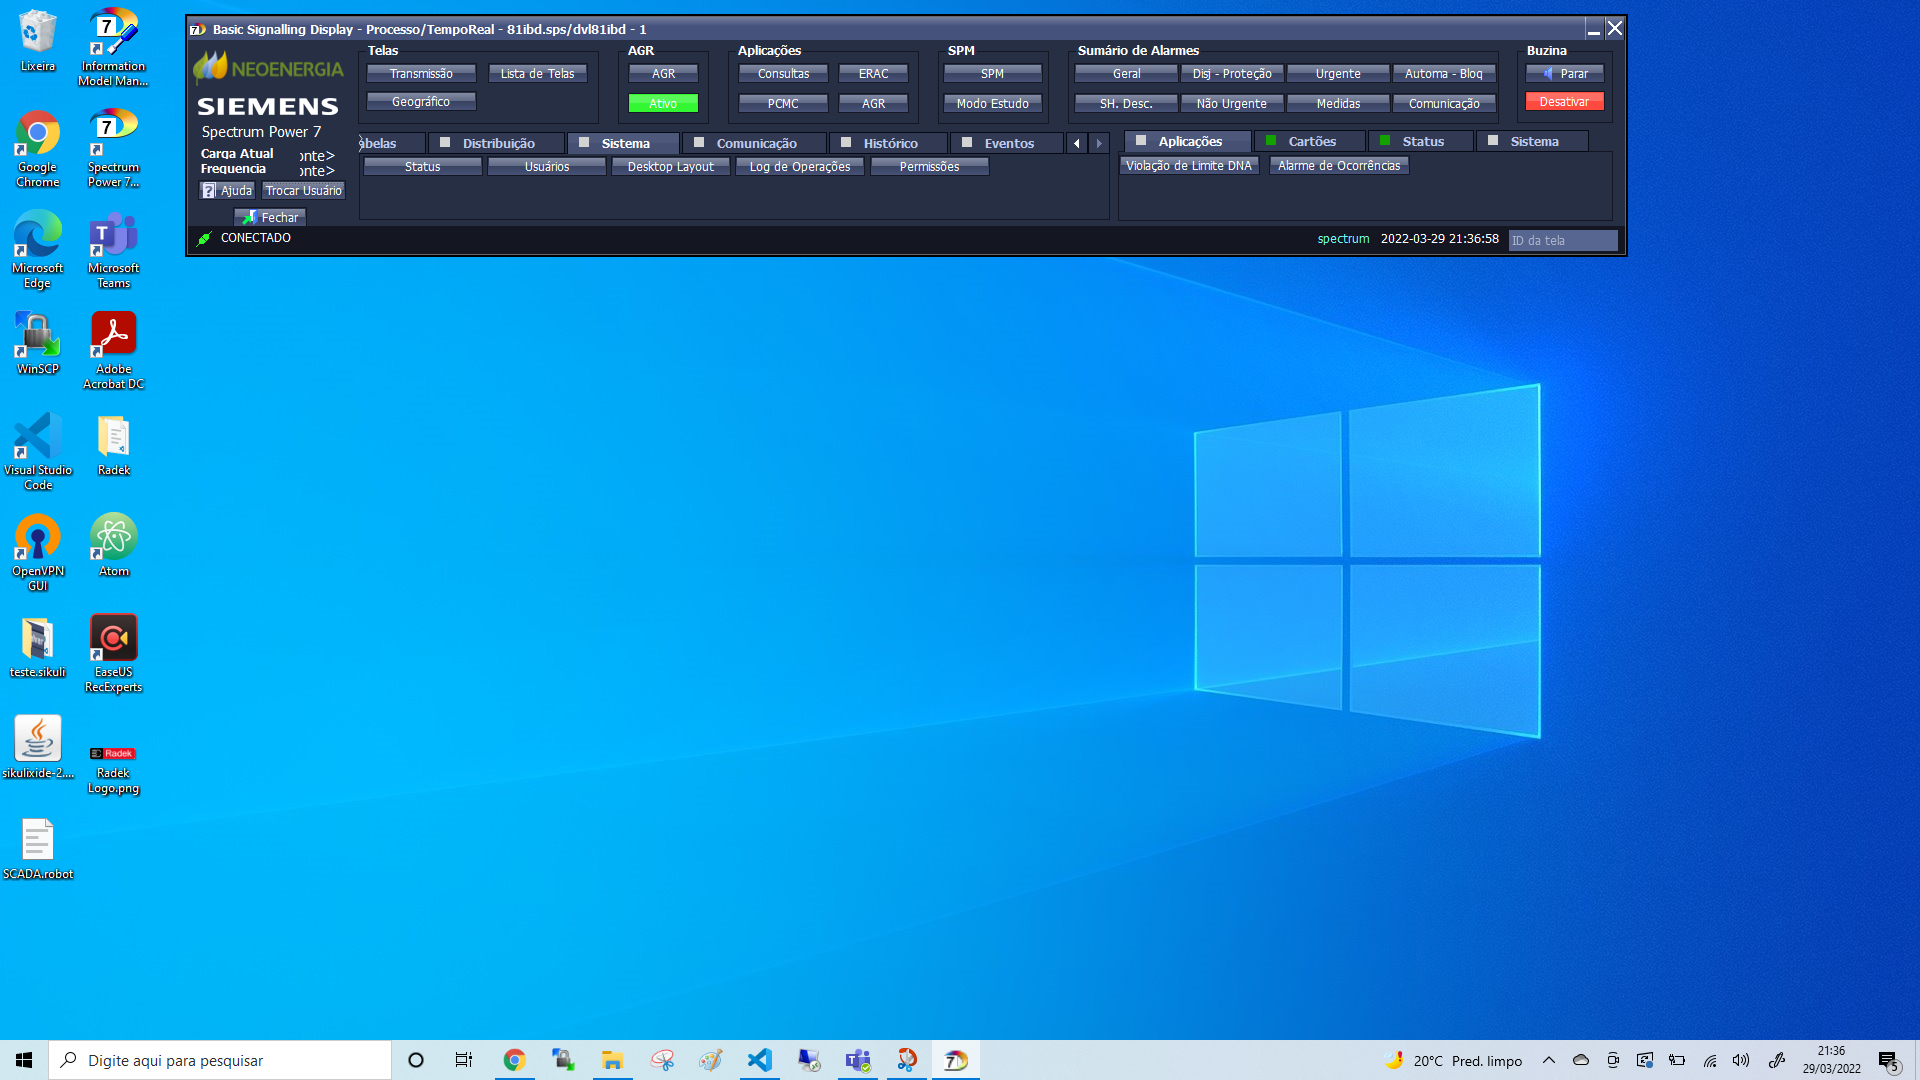 Basic Signalling Display - Processo/TempoReal - 81ibd.sps/dvl81ibd - 1
NEOENERGIA
SIEMENS
Spectrum Power 7
Carga Atual
onte>
Frequencia
onte>
Ajuda
Trocar Usuário
Fechar
Telas
Transmissão
Lista de Telas
Geográfico
AGR
AGR
Ativo
Aplicações
Consultas
ERAC
PCMC
AGR
SPM
SPM
Modo Estudo
Sumário de Alarmes
Geral
Disj - Proteção
Urgente
Automa - Bloq
SH. Desc.
Não Urgente
Medidas
Comunicação
Buzina
Parar
Desativar
abelas
Distribuição
Sistema
Comunicação
Histórico
Eventos
Status
Usuários
Desktop Layout
Log de Operações
Permissões
Aplicações
Cartões
Status
Sistema
Violação de Limite DNA
Alarme de Ocorrências
CONECTADO
spectrum
2022-03-29 21:36:58
ID da tela
Lixeira
Information
Model Man...
Google
Chrome
Spectrum
Power 7...
Microsoft
Edge
Microsoft
Teams
WinSCP
Adobe
Acrobat DC
Visual Studio
Code
Radek
OpenVPN
GUI
Atom
teste.sikuli
EaseUS
RecExperts
sikulixide-2....
Radek
Radek
Logo.png
SCADA.robot
Digite aqui para pesquisar
20°C Pred. limpo
21:36
29/03/2022
5